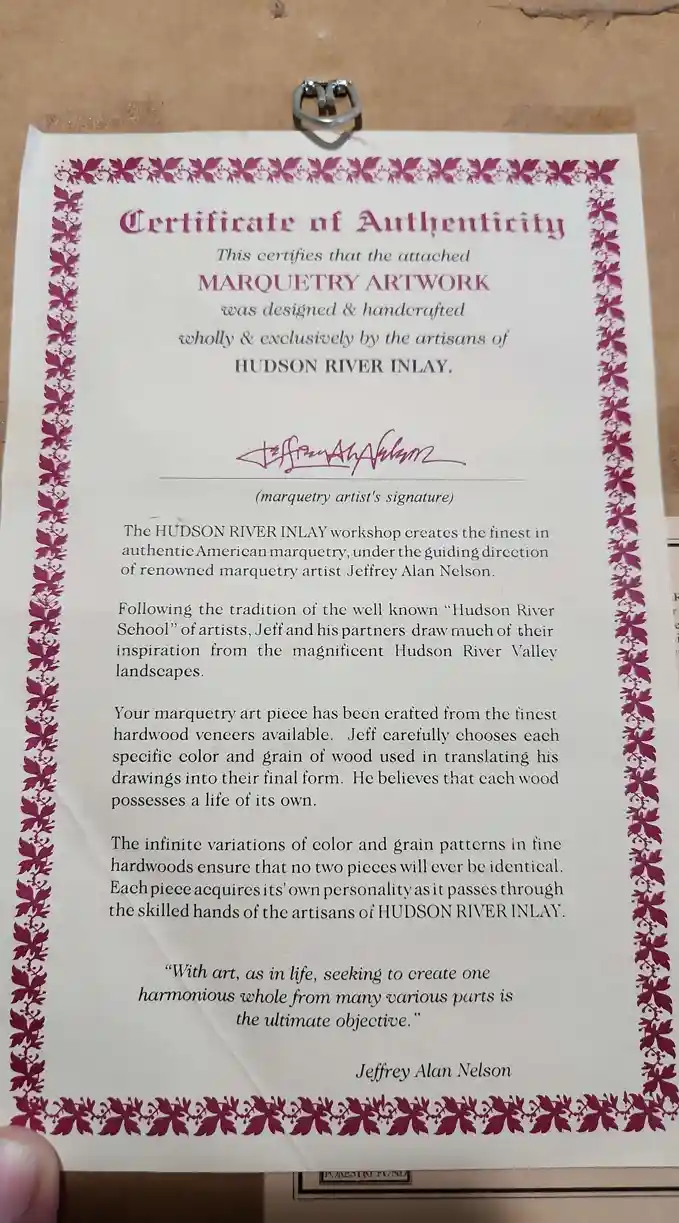 Certificate of Authenticity
This certifies that the attached
MARQUETRY ARTWORK
was designed & handcrafted
wholly & exclusively by the artisans of
HUDSON RIVER INLAY.
Jeffrey Alan Nelson
(marquetry artist's signature)
The HUDSON RIVER INLAY workshop creates the finest in
authentic American marquetry, under the guiding direction
of renowned marquetry artist Jeffrey Alan Nelson.
Following the tradition of the well known “Hudson River
School” of artists, Jeff and his partners draw much of their
inspiration from the magnificent Hudson River Valley
landscapes.
Your marquetry art piece has been crafted from the finest
hardwood veneers available. Jeff carefully chooses each
specific color and grain of wood used in translating his
drawings into their final form. He believes that each wood
possesses a life of its own.
The infinite variations of color and grain patterns in fine
hardwoods ensure that no two pieces will ever be identical.
Each piece acquires its' own personality as it passes through
the skilled hands of the artisans of HUDSON RIVER INLAY.
“With art, as in life, seeking to create one
harmonious whole from many various parts is
the ultimate objective.”
Jeffrey Alan Nelson
FUND